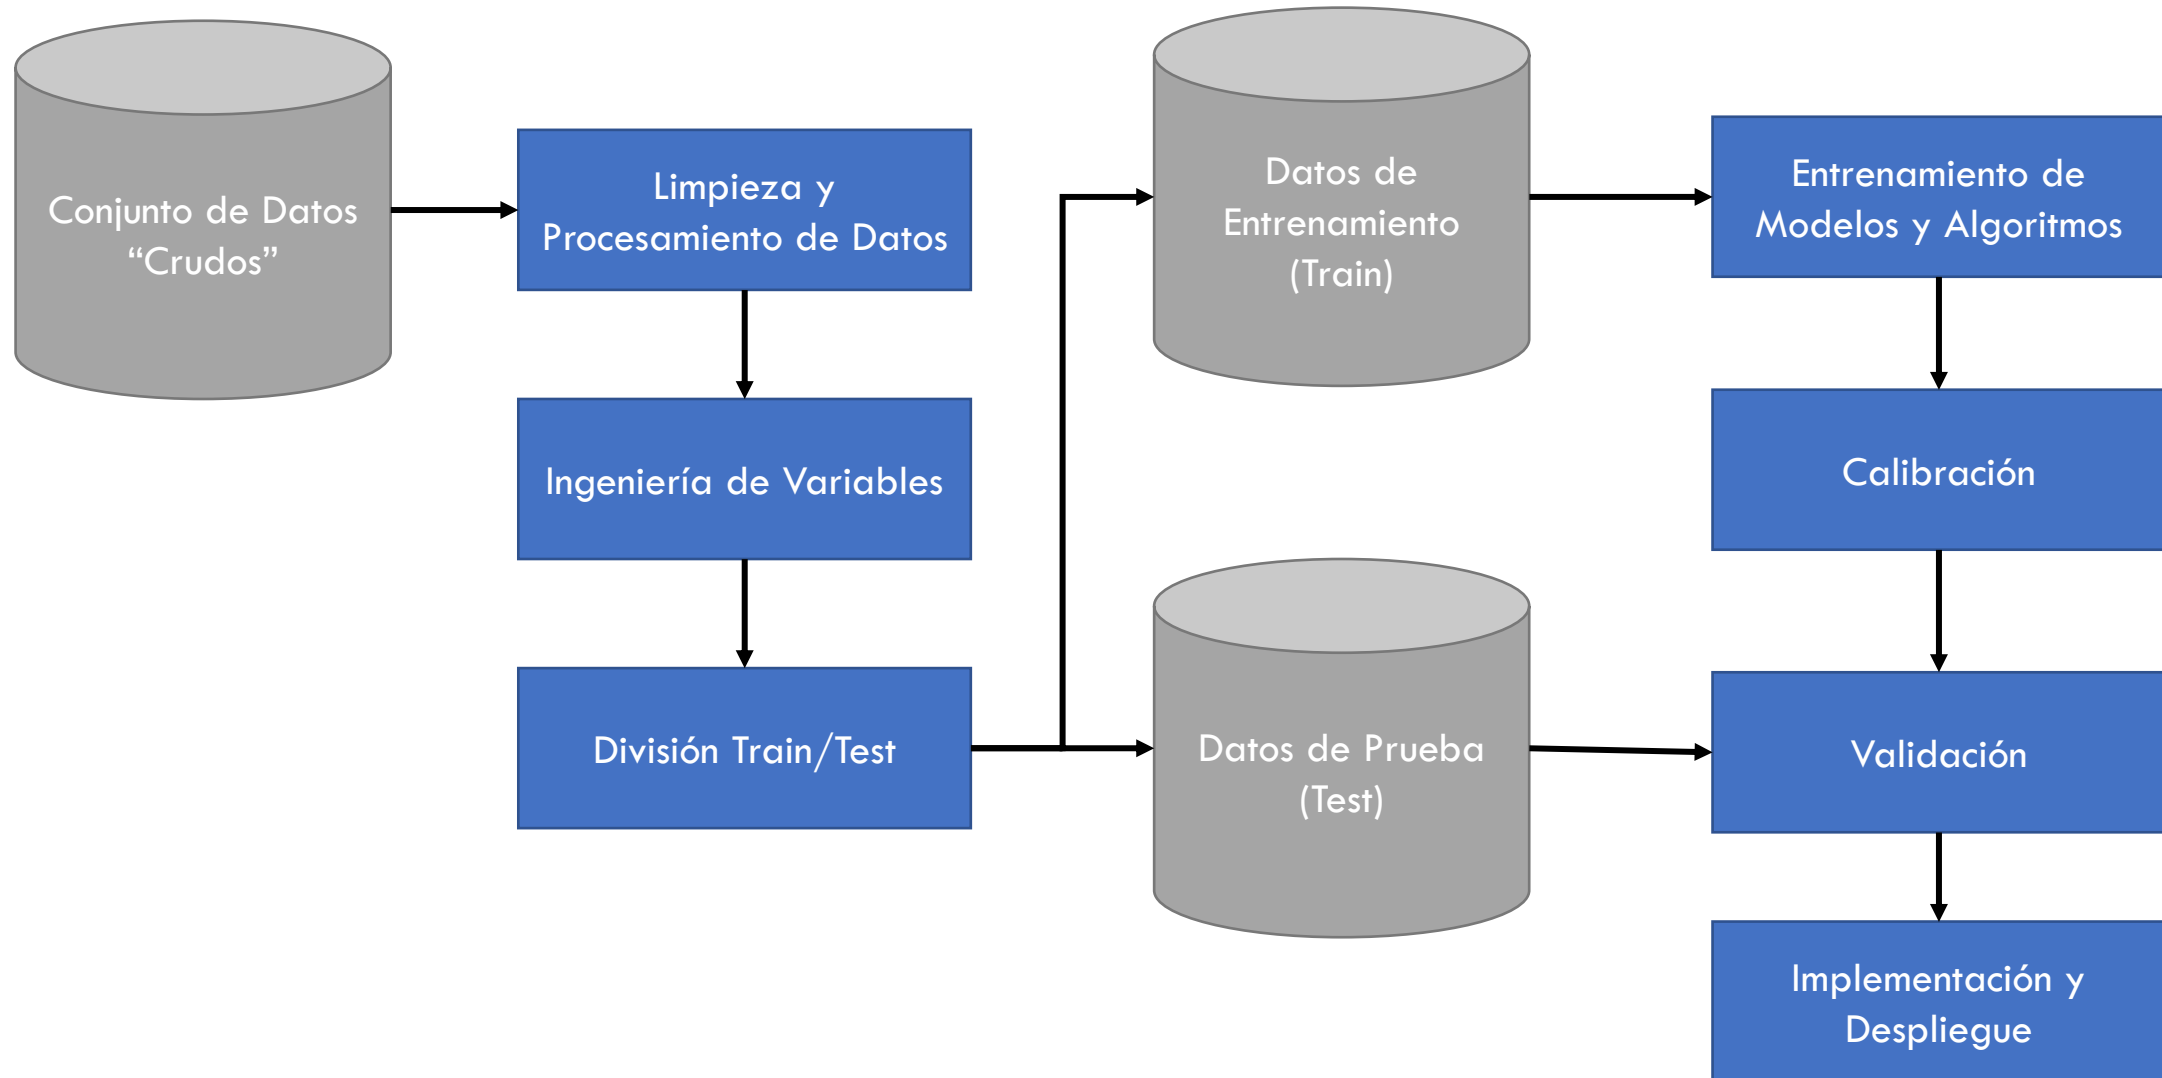 Conjunto de Datos
“Crudos”
Limpieza y
Procesamiento de Datos
Ingeniería de Variables
División Train/Test
Datos de
Entrenamiento
(Train)
Datos de Prueba
(Test)
Entrenamiento de
Modelos y Algoritmos
Calibración
Validación
Implementación y
Despliegue